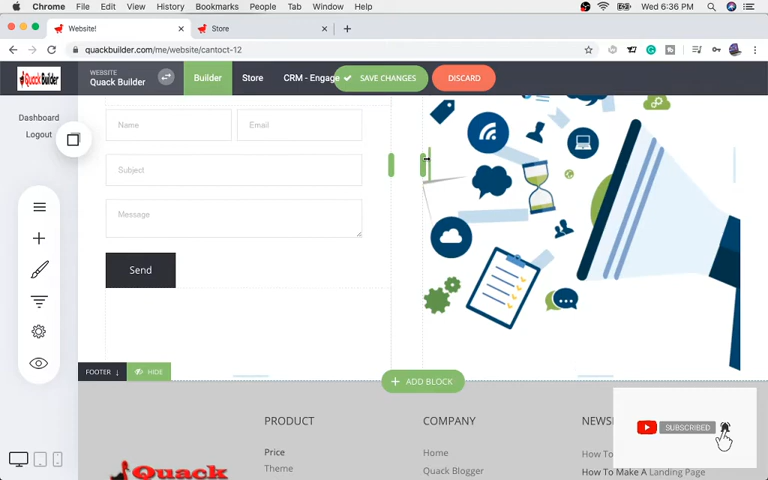 Chrome File Edit View History Bookmarks People Tab Window Help Wed 6:36 PM
Website! Store
quackbuilder.com/me/website/cantoct-12
Quack Builder WEBSITE Quack Builder Builder Store CRM - Engage SAVE CHANGES DISCARD
Dashboard
Logout
Name Email
Subject
Message
Send
FOOTER ↓ HIDE
+ ADD BLOCK
PRODUCT COMPANY NEWS
Price Home How To
Theme Quack Blogger How To Make A Landing Page
Quack
SUBSCRIBED